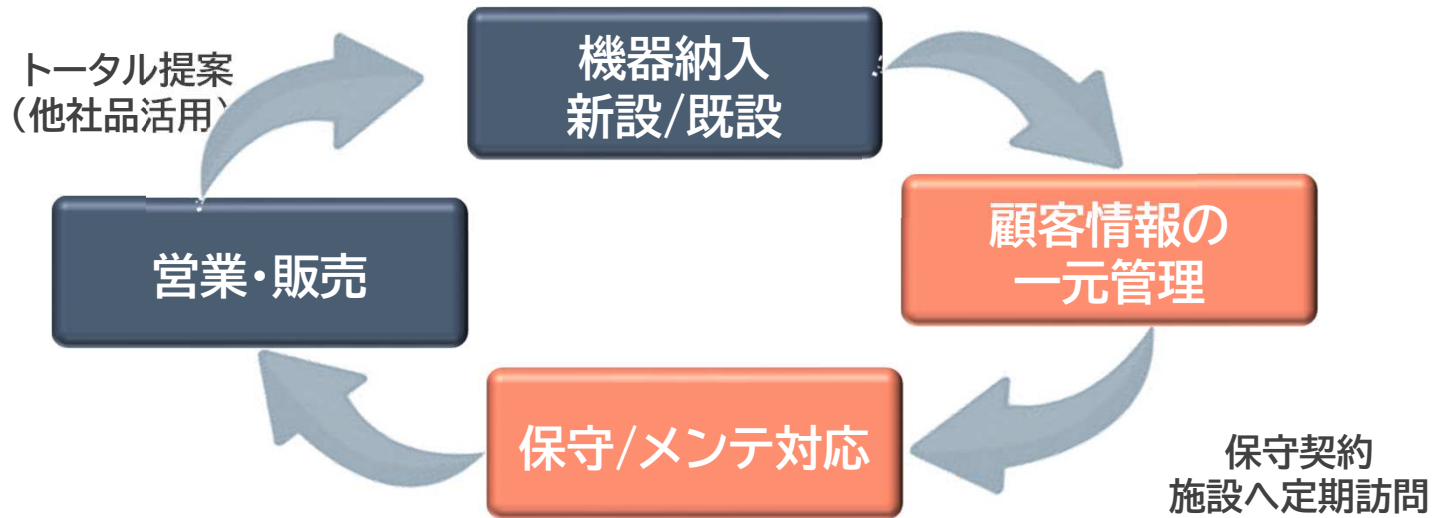 トータル提案
（他社品活用）
機器納入
新設/既設
顧客情報の
一元管理
営業・販売
保守/メンテ対応
保守契約
施設へ定期訪問